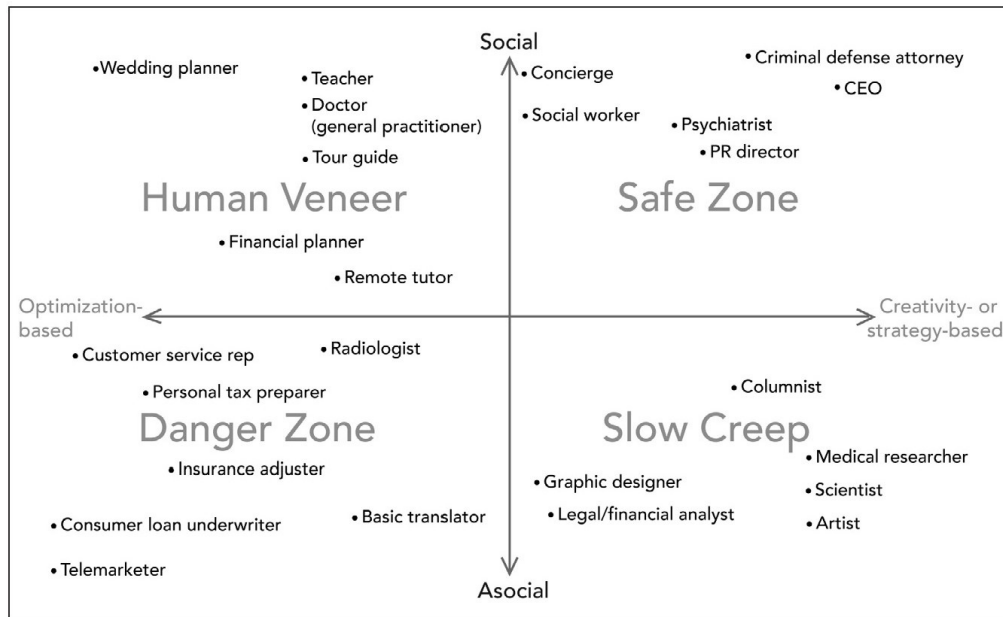 Social
Wedding planner
Teacher
Doctor
(general practitioner)
Tour guide
Human Veneer
Financial planner
Remote tutor
Concierge
Criminal defense attorney
CEO
Social worker
Psychiatrist
PR director
Safe Zone
Optimization-
based
Creativity- or
strategy-based
Customer service rep
Radiologist
Personal tax preparer
Danger Zone
Insurance adjuster
Consumer loan underwriter
Basic translator
Telemarketer
Columnist
Slow Creep
Medical researcher
Graphic designer
Scientist
Legal/financial analyst
Artist
Asocial